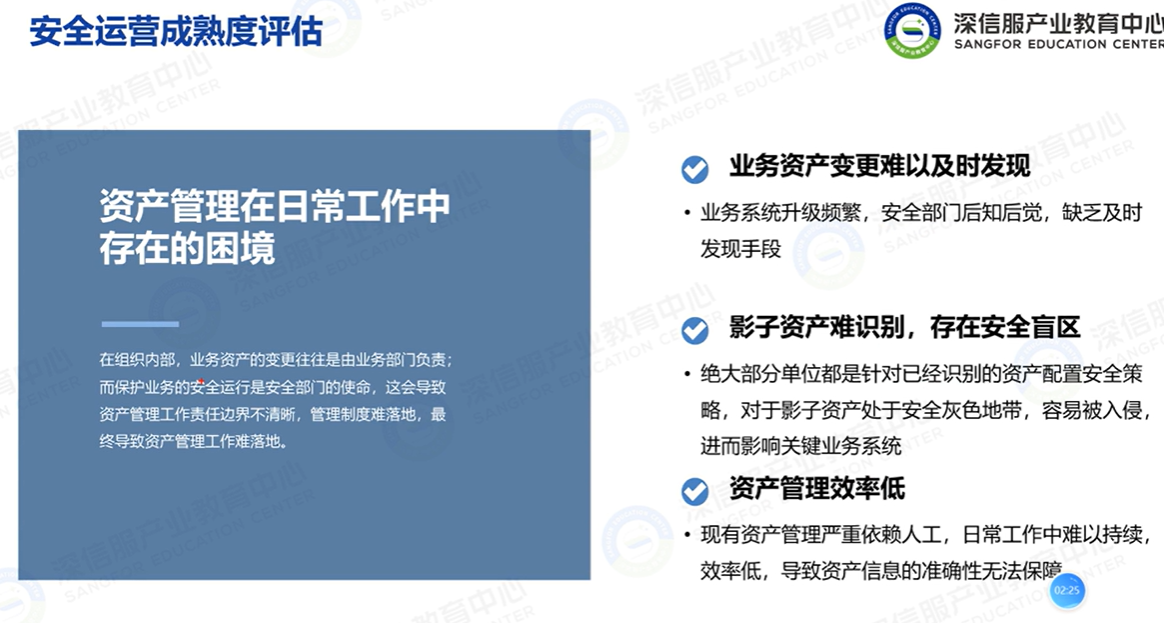 安全运营成熟度评估
深信服产业教育中心
SANGFOR EDUCATION CENTER
资产管理在日常工作中
存在的困境
在组织内部，业务资产的变更往往是由业务部门负责；
而保护业务的安全运行是安全部门的使命，这会导致
资产管理工作责任边界不清晰，管理制度难落地，最
终导致资产管理工作难落地。
业务资产变更难以及时发现
• 业务系统升级频繁，安全部门后知后觉，缺乏及时
发现手段
影子资产难识别，存在安全盲区
• 绝大部分单位都是针对已经识别的资产配置安全策
略，对于影子资产处于安全灰色地带，容易被入侵，
进而影响关键业务系统
资产管理效率低
• 现有资产管理严重依赖人工，日常工作中难以持续，
效率低，导致资产信息的准确性无法保障
02:25